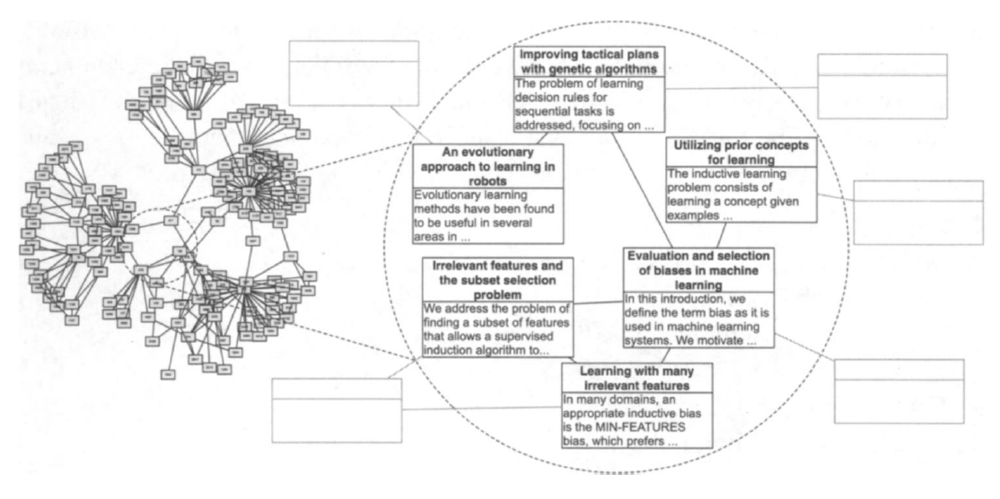 Improving tactical plans
with genetic algorithms
The problem of learning
decision rules for
sequential tasks is
addressed, focusing on ...
An evolutionary
approach to learning in
robots
Evolutionary learning
methods have been found
to be useful in several
areas in ...
Utilizing prior concepts
for learning
The inductive learning
problem consists of
learning a concept given
examples ...
Irrelevant features and
the subset selection
problem
We address the problem of
finding a subset of features
that allows a supervised
induction algorithm to...
Evaluation and selection
of biases in machine
learning
In this introduction, we
define the term bias as it is
used in machine learning
systems. We motivate ...
Learning with many
irrelevant features
In many domains, an
appropriate inductive bias
is the MIN-FEATURES
bias, which prefers ...